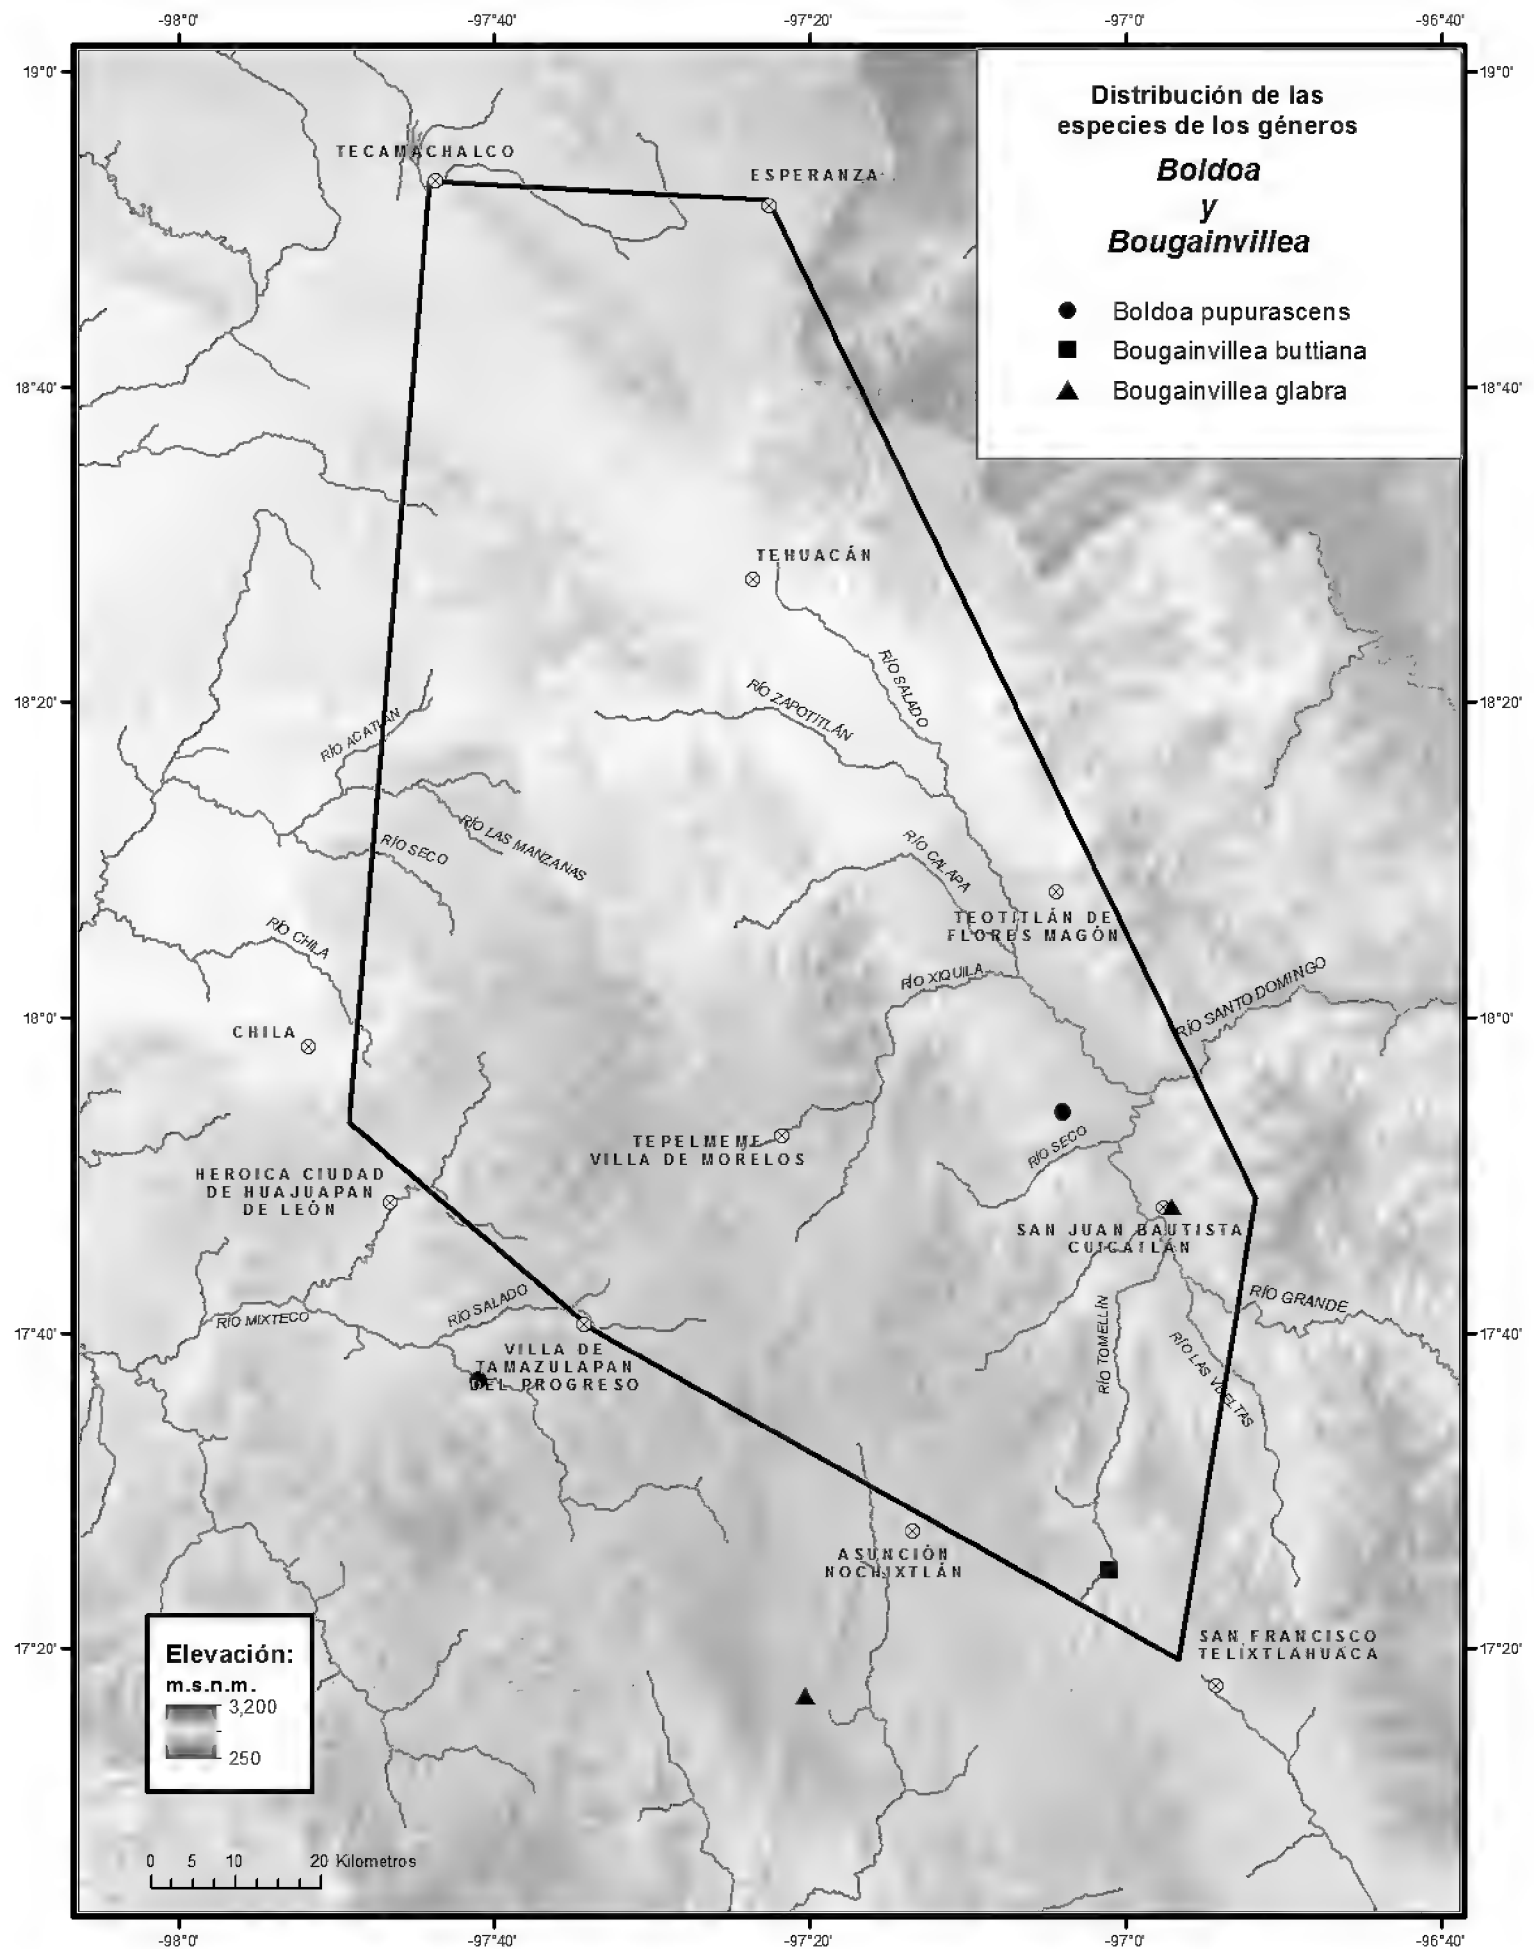 -98°0'
-97°40'
-97°20'
-97°0'
-96°40'
19°0'
19°0'
Distribución de las
especies de los géneros
Boldoa
y
Bougainvillea
Boldoa pupurascens
Bougainvillea buttiana
Bougainvillea glabra
TECAMACHALCO
ESPERANZA
18°40'
18°40'
TEHUACÁN
RÍO SALADO
RÍO ZAPOTITLÁN
18°20'
18°20'
RÍO ACATLÁN
RÍO LAS MANZANAS
RÍO SECO
RÍO CALAPA
TEOTITLÁN DE
FLORES MAGÓN
RÍO CHILA
RÍO XIQUILA
RÍO SANTO DOMINGO
18°0'
18°0'
CHILA
TEPELMEME
VILLA DE MORELOS
RÍO SECO
HEROICA CIUDAD
DE HUAJUAPAN
DE LEÓN
SAN JUAN BAUTISTA
CUICATLÁN
RÍO SALADO
RÍO MIXTECO
RÍO GRANDE
17°40'
17°40'
RÍO TOMELLÍN
RÍO LAS VUELTAS
VILLA DE
TAMAZULAPAN
DEL PROGRESO
ASUNCIÓN
NOCHIXTLÁN
17°20'
17°20'
SAN FRANCISCO
TELIXTLAHUACA
Elevación:
m.s.n.m.
3,200
250
0 5 10 20 Kilometros
-98°0'
-97°40'
-97°20'
-97°0'
-96°40'